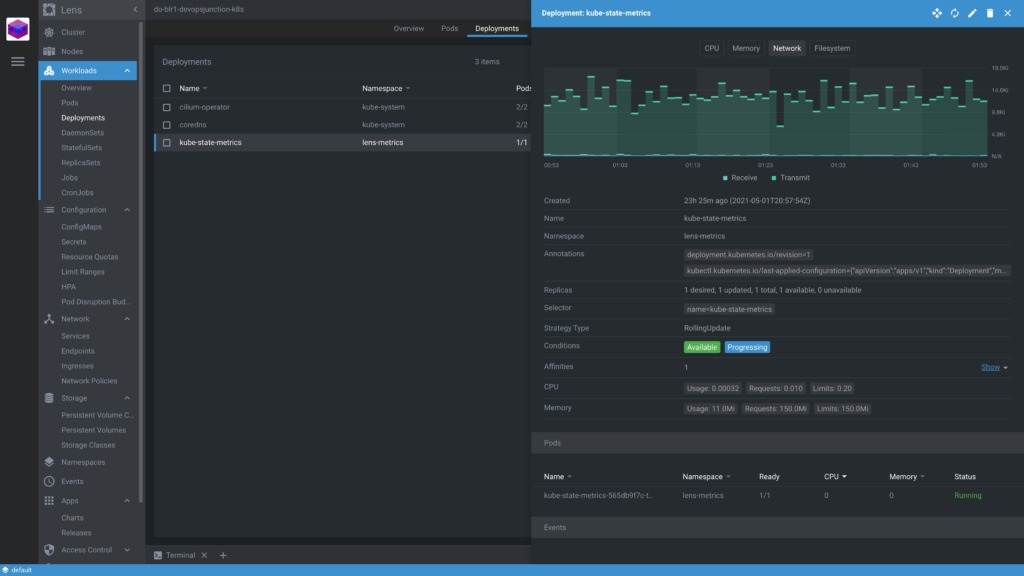 Lens
Cluster
Nodes
Workloads
Overview
Pods
Deployments
DaemonSets
StatefulSets
ReplicaSets
Jobs
CronJobs
Configuration
ConfigMaps
Secrets
Resource Quotas
Limit Ranges
HPA
Pod Disruption Bud...
Network
Services
Endpoints
Ingresses
Network Policies
Storage
Persistent Volume C...
Persistent Volumes
Storage Classes
Namespaces
Events
Apps
Charts
Releases
Access Control
default
do-blr1-devopsjunction-k8s
Overview Pods Deployments
Deployments 3 items
Name Namespace Pods
cilium-operator kube-system 2/2
coredns kube-system 2/2
kube-state-metrics lens-metrics 1/1
Terminal
Deployment: kube-state-metrics
CPU Memory Network Filesystem
14.0Ki
4.9Ki
N/A
00:53 01:03 01:13 01:23 01:33 01:43 01:53
Receive Transmit
Created 23h 25m ago (2021-05-01T20:57:54Z)
Name kube-state-metrics
Namespace lens-metrics
Annotations deployment.kubernetes.io/revision=1
kubectl.kubernetes.io/last-applied-configuration={"apiVersion":"apps/v1","kind":"Deployment","m...
Replicas 1 desired, 1 updated, 1 total, 1 available, 0 unavailable
Selector name=kube-state-metrics
Strategy Type RollingUpdate
Conditions Available Progressing
Affinities 1 Show
CPU Usage: 0.00032 Requests: 0.010 Limits: 0.20
Memory Usage: 11.0Mi Requests: 150.0Mi Limits: 150.0Mi
Pods
Name Namespace Ready CPU Memory Status
kube-state-metrics-565db9f7c-t... lens-metrics 1/1 0 0 Running
Events